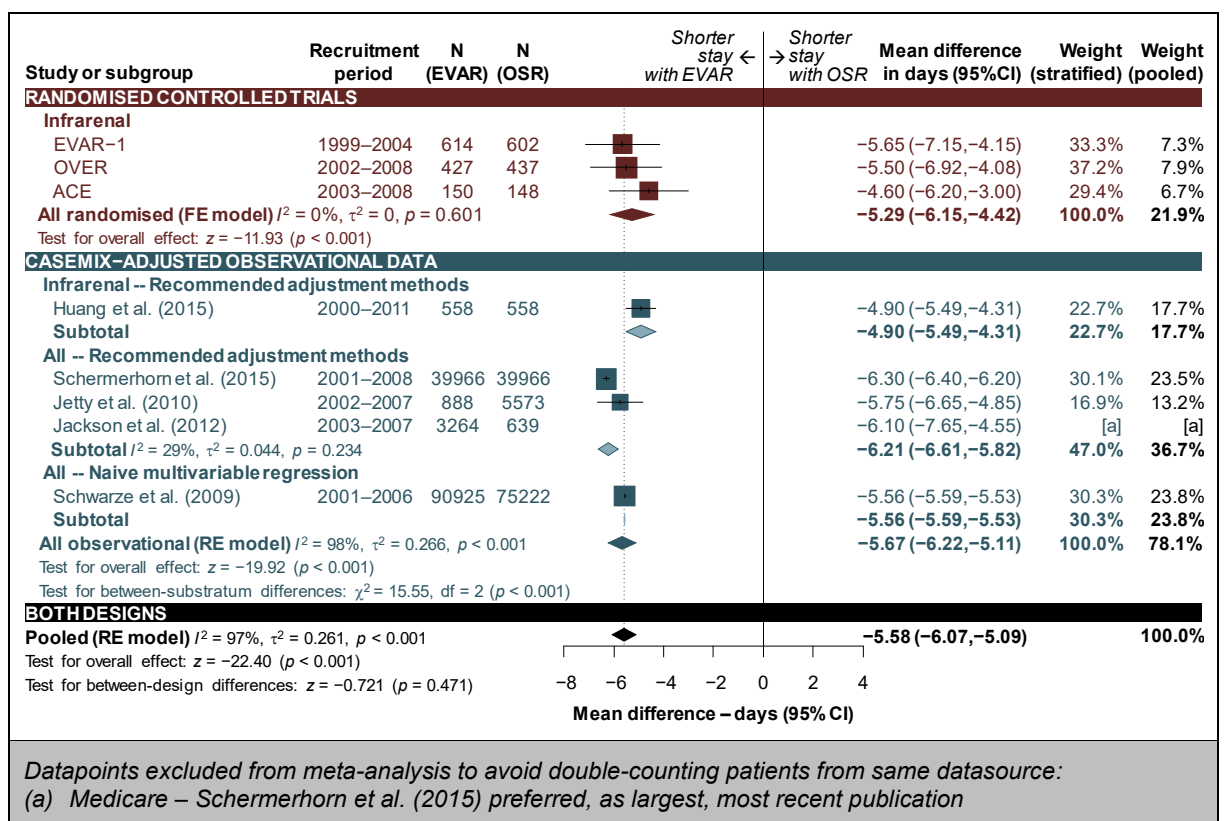 Shorter stay ← with EVAR
→ Shorter stay with OSR
Study or subgroup Recruitment period N (EVAR) N (OSR) Mean difference in days (95%CI) Weight (stratified) Weight (pooled)
RANDOMISED CONTROLLED TRIALS
Infrarenal
EVAR−1 1999–2004 614 602 −5.65 (−7.15,−4.15) 33.3% 7.3%
OVER 2002–2008 427 437 −5.50 (−6.92,−4.08) 37.2% 7.9%
ACE 2003–2008 150 148 −4.60 (−6.20,−3.00) 29.4% 6.7%
All randomised (FE model) I² = 0%, τ² = 0, p = 0.601 −5.29 (−6.15,−4.42) 100.0% 21.9%
Test for overall effect: z = −11.93 (p < 0.001)
CASEMIX−ADJUSTED OBSERVATIONAL DATA
Infrarenal -- Recommended adjustment methods
Huang et al. (2015) 2000–2011 558 558 −4.90 (−5.49,−4.31) 22.7% 17.7%
Subtotal −4.90 (−5.49,−4.31) 22.7% 17.7%
All -- Recommended adjustment methods
Schermerhorn et al. (2015) 2001–2008 39966 39966 −6.30 (−6.40,−6.20) 30.1% 23.5%
Jetty et al. (2010) 2002–2007 888 5573 −5.75 (−6.65,−4.85) 16.9% 13.2%
Jackson et al. (2012) 2003–2007 3264 639 −6.10 (−7.65,−4.55) [a] [a]
Subtotal I² = 29%, τ² = 0.044, p = 0.234 −6.21 (−6.61,−5.82) 47.0% 36.7%
All -- Naive multivariable regression
Schwarze et al. (2009) 2001–2006 90925 75222 −5.56 (−5.59,−5.53) 30.3% 23.8%
Subtotal −5.56 (−5.59,−5.53) 30.3% 23.8%
All observational (RE model) I² = 98%, τ² = 0.266, p < 0.001 −5.67 (−6.22,−5.11) 100.0% 78.1%
Test for overall effect: z = −19.92 (p < 0.001)
Test for between-substratum differences: χ² = 15.55, df = 2 (p < 0.001)
BOTH DESIGNS
Pooled (RE model) I² = 97%, τ² = 0.261, p < 0.001 −5.58 (−6.07,−5.09) 100.0%
Test for overall effect: z = −22.40 (p < 0.001)
Test for between-design differences: z = −0.721 (p = 0.471)
−8 −6 −4 −2 0 2 4
Mean difference – days (95% CI)
Datapoints excluded from meta-analysis to avoid double-counting patients from same datasource:
(a) Medicare – Schermerhorn et al. (2015) preferred, as largest, most recent publication